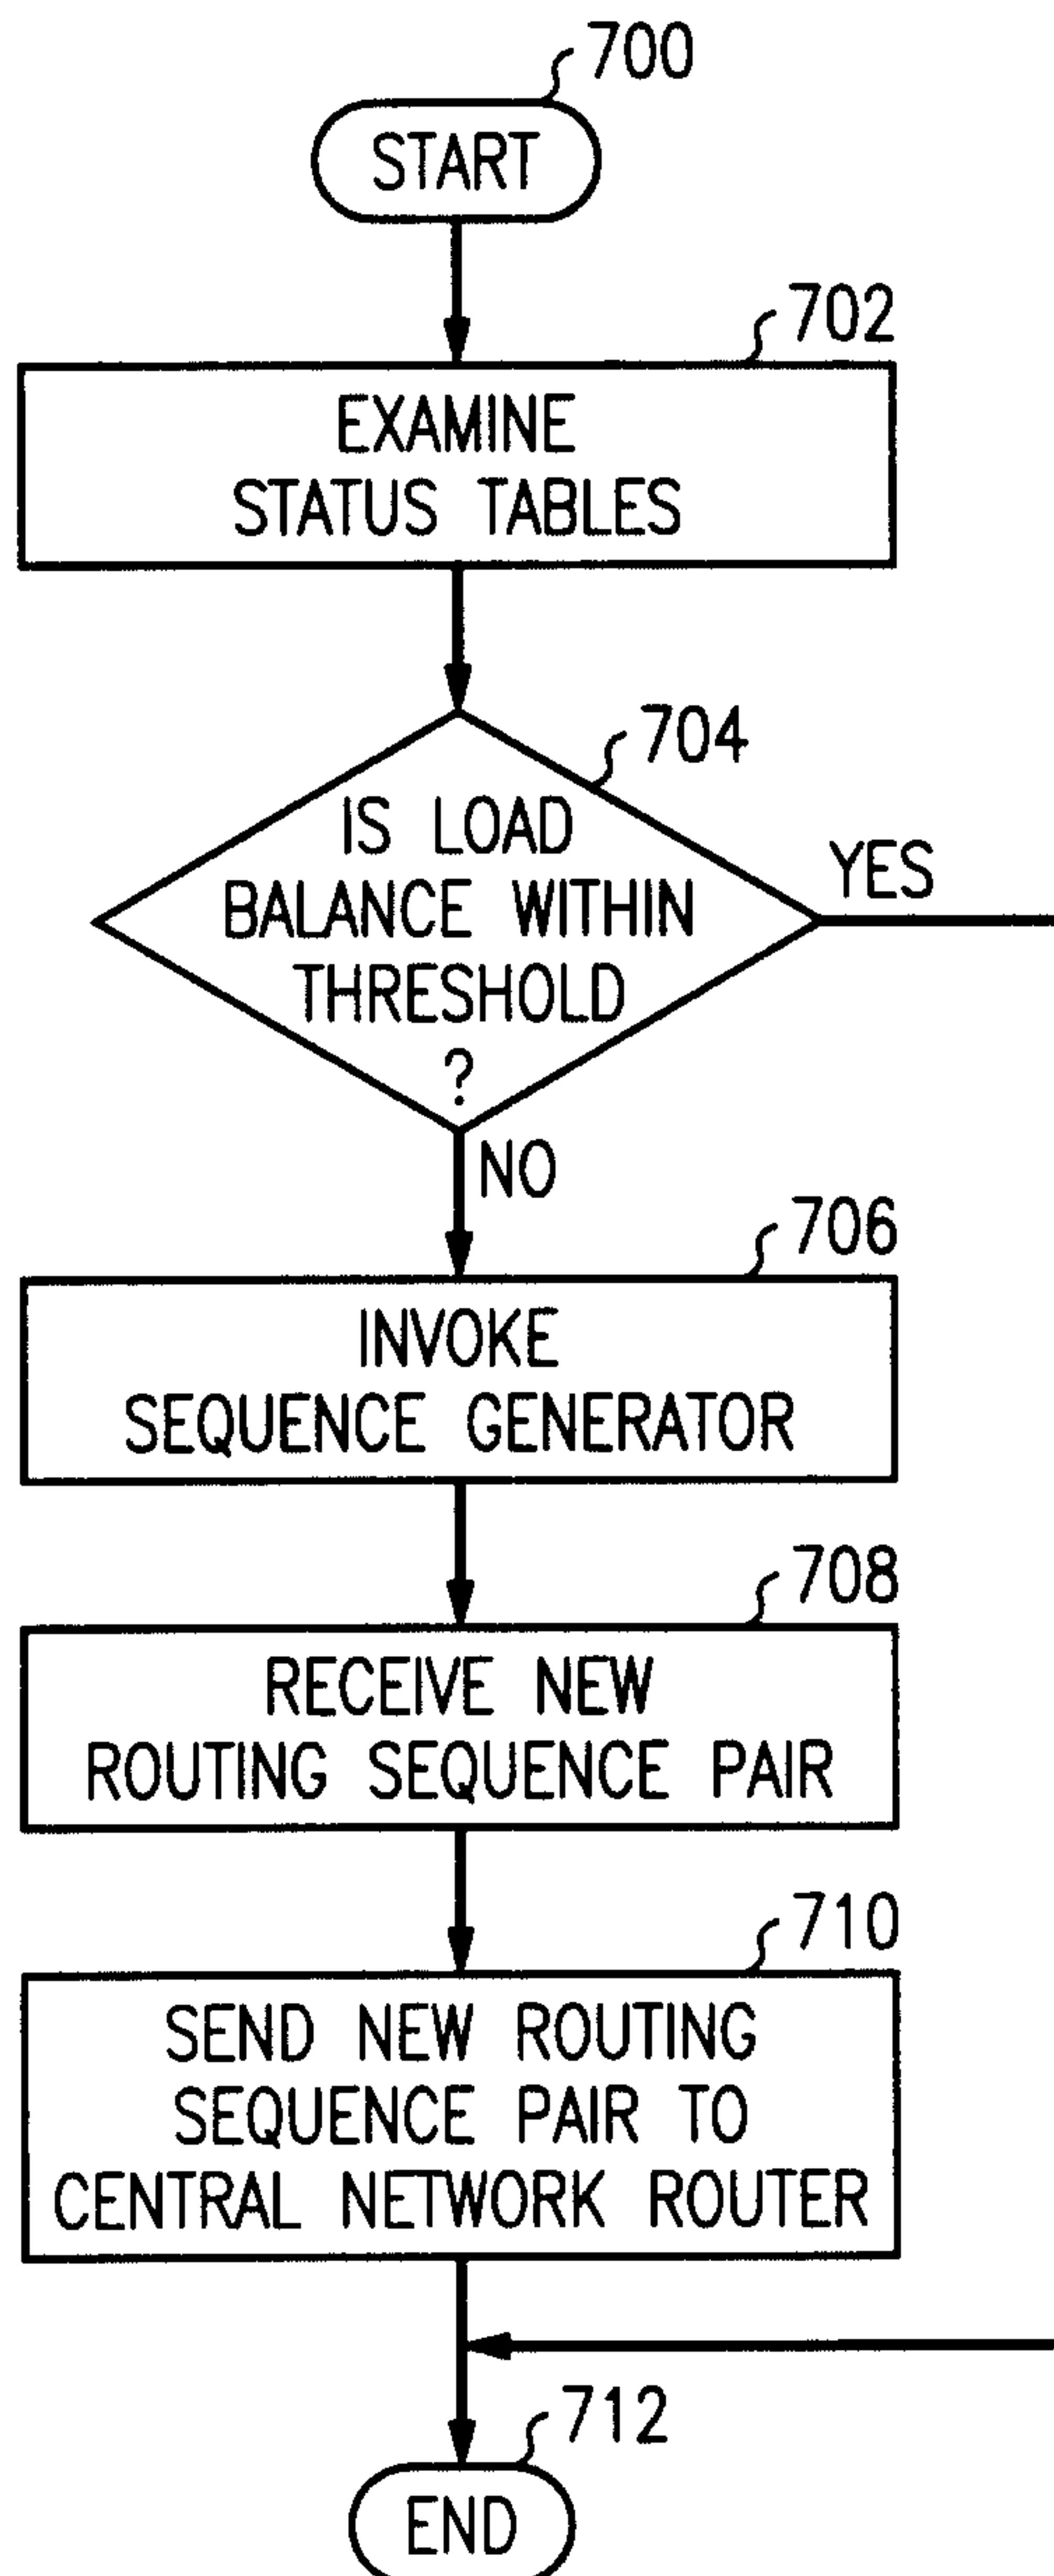 700
START
702
EXAMINE
STATUS TABLES
704
IS LOAD
BALANCE WITHIN
THRESHOLD
?
YES
NO
706
INVOKE
SEQUENCE GENERATOR
708
RECEIVE NEW
ROUTING SEQUENCE PAIR
710
SEND NEW ROUTING
SEQUENCE PAIR TO
CENTRAL NETWORK ROUTER
712
END